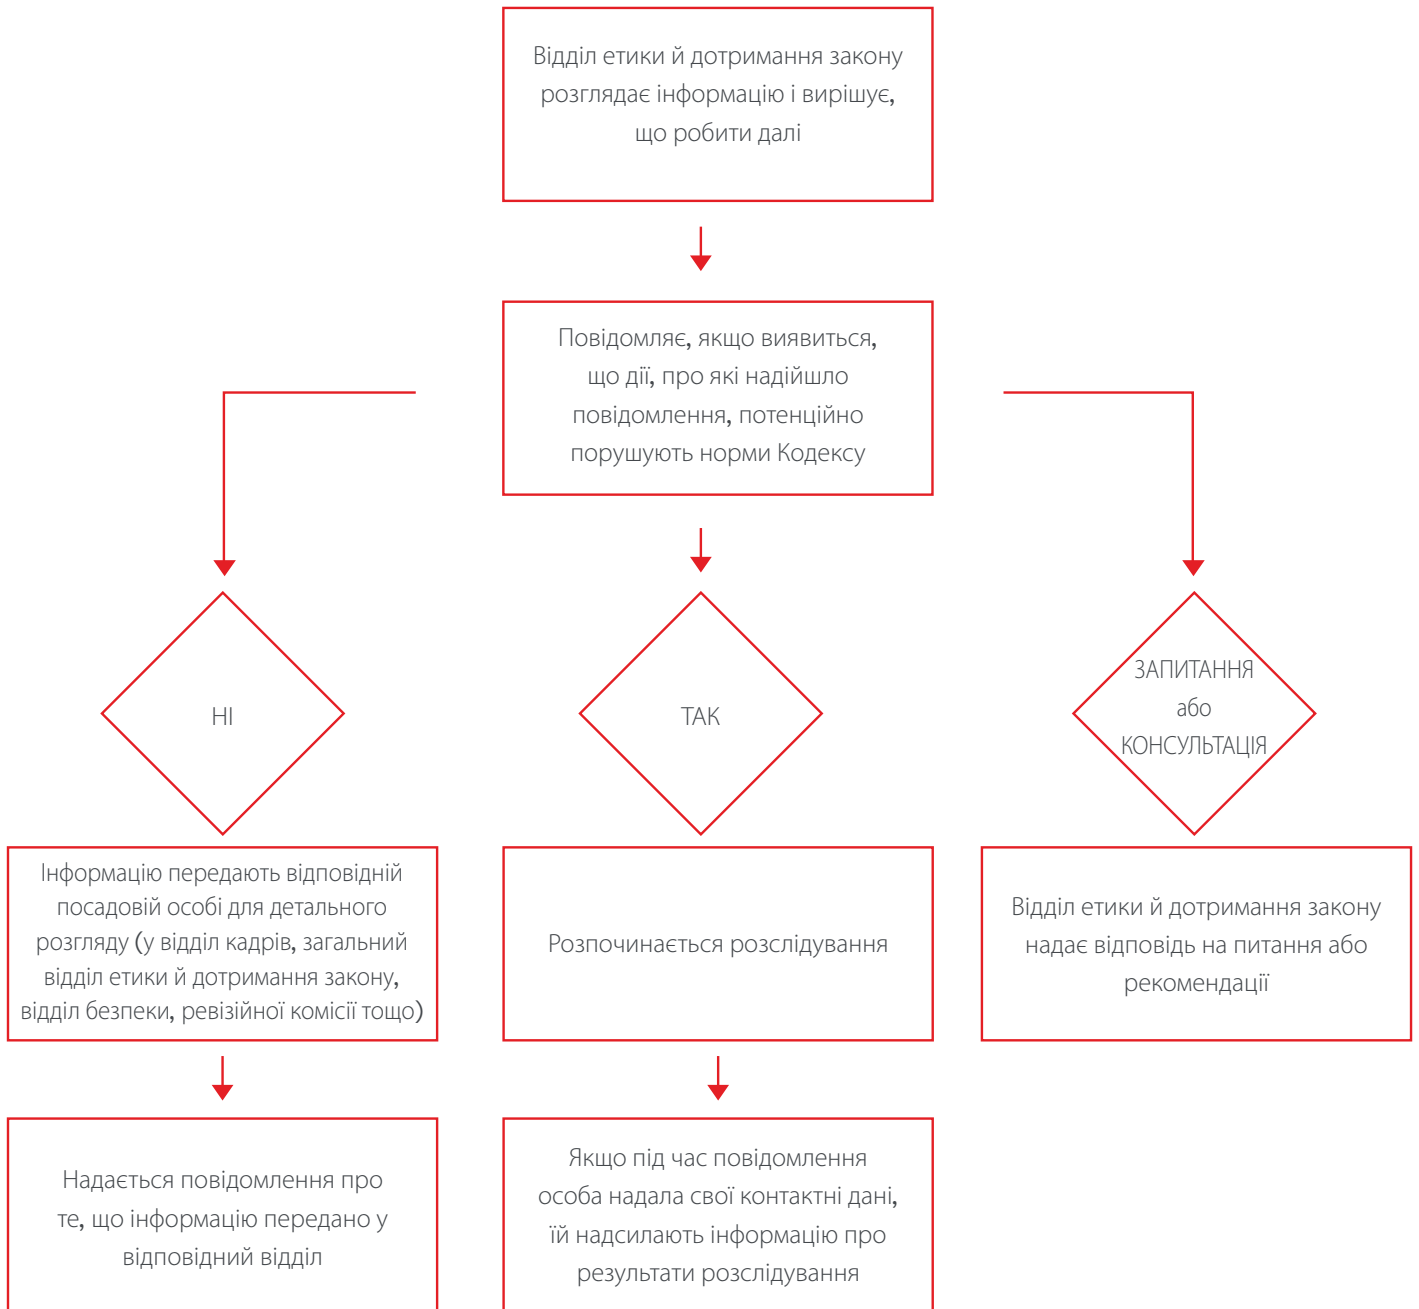 Відділ етики й дотримання закону
розглядає інформацію і вирішує,
що робити далі
Повідомляє, якщо виявиться,
що дії, про які надійшло
повідомлення, потенційно
порушують норми Кодексу
НІ
ТАК
ЗАПИТАННЯ
або
КОНСУЛЬТАЦІЯ
Інформацію передають відповідній
посадовій особі для детального
розгляду (у відділ кадрів, загальний
відділ етики й дотримання закону,
відділ безпеки, ревізійної комісії тощо)
Розпочинається розслідування
Відділ етики й дотримання закону
надає відповідь на питання або
рекомендації
Надається повідомлення про
те, що інформацію передано у
відповідний відділ
Якщо під час повідомлення
особа надала свої контактні дані,
їй надсилають інформацію про
результати розслідування